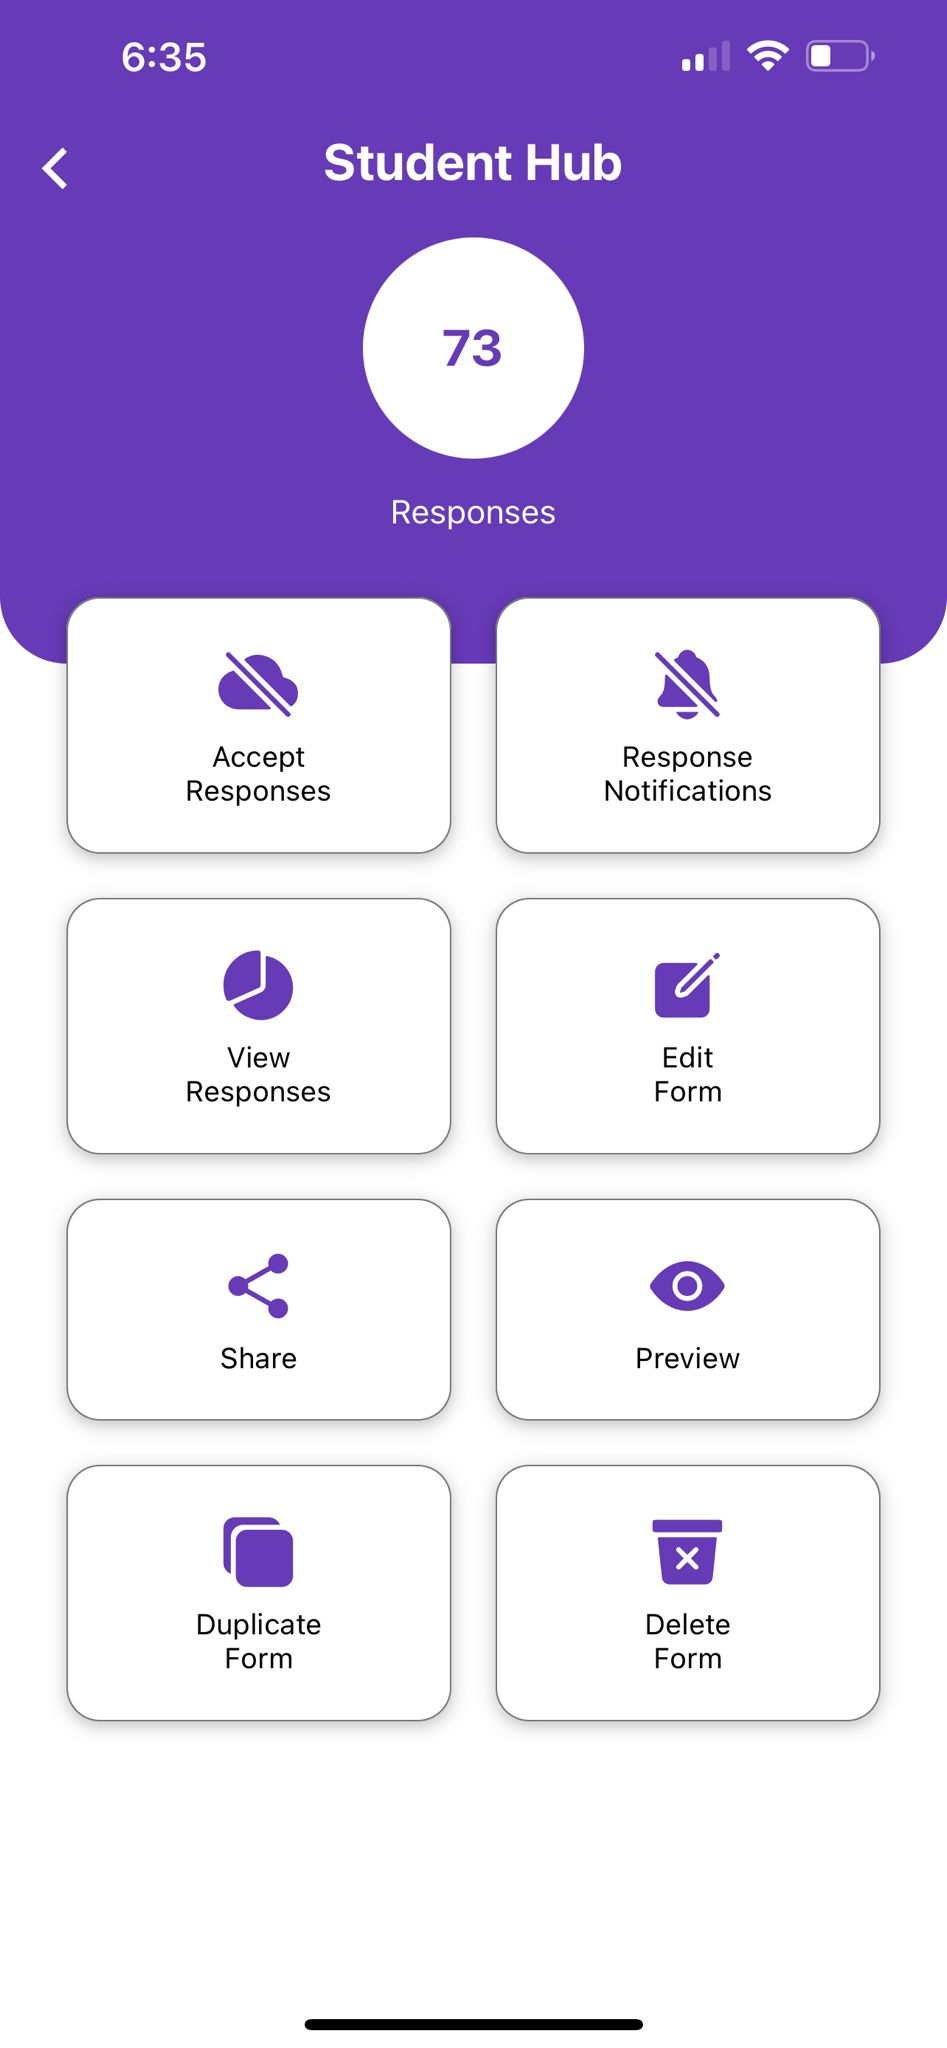 6:35
Student Hub
73
Responses
Accept
Responses
Response
Notifications
View
Responses
Edit
Form
Share
Preview
Duplicate
Form
Delete
Form